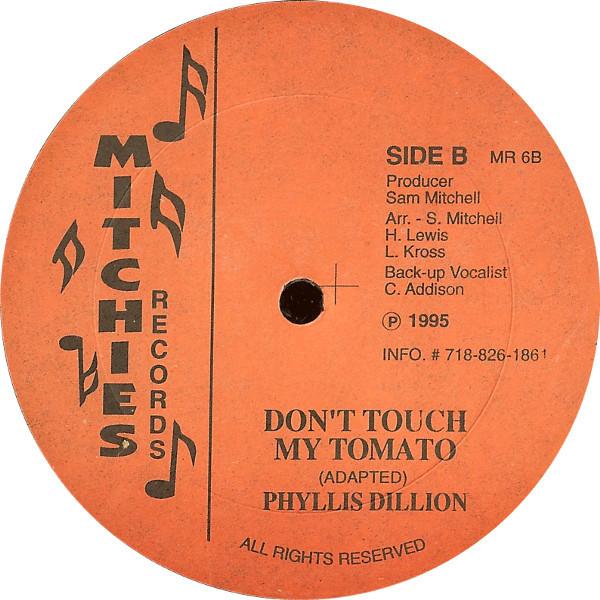 MITCHIES
RECORDS
SIDE B MR 6B
Producer
Sam Mitchell
Arr. - S. Mitchell
H. Lewis
L. Kross
Back-up Vocalist
C. Addison
℗ 1995
INFO. # 718-826-1861
DON'T TOUCH
MY TOMATO
(ADAPTED)
PHYLLIS DILLION
ALL RIGHTS RESERVED